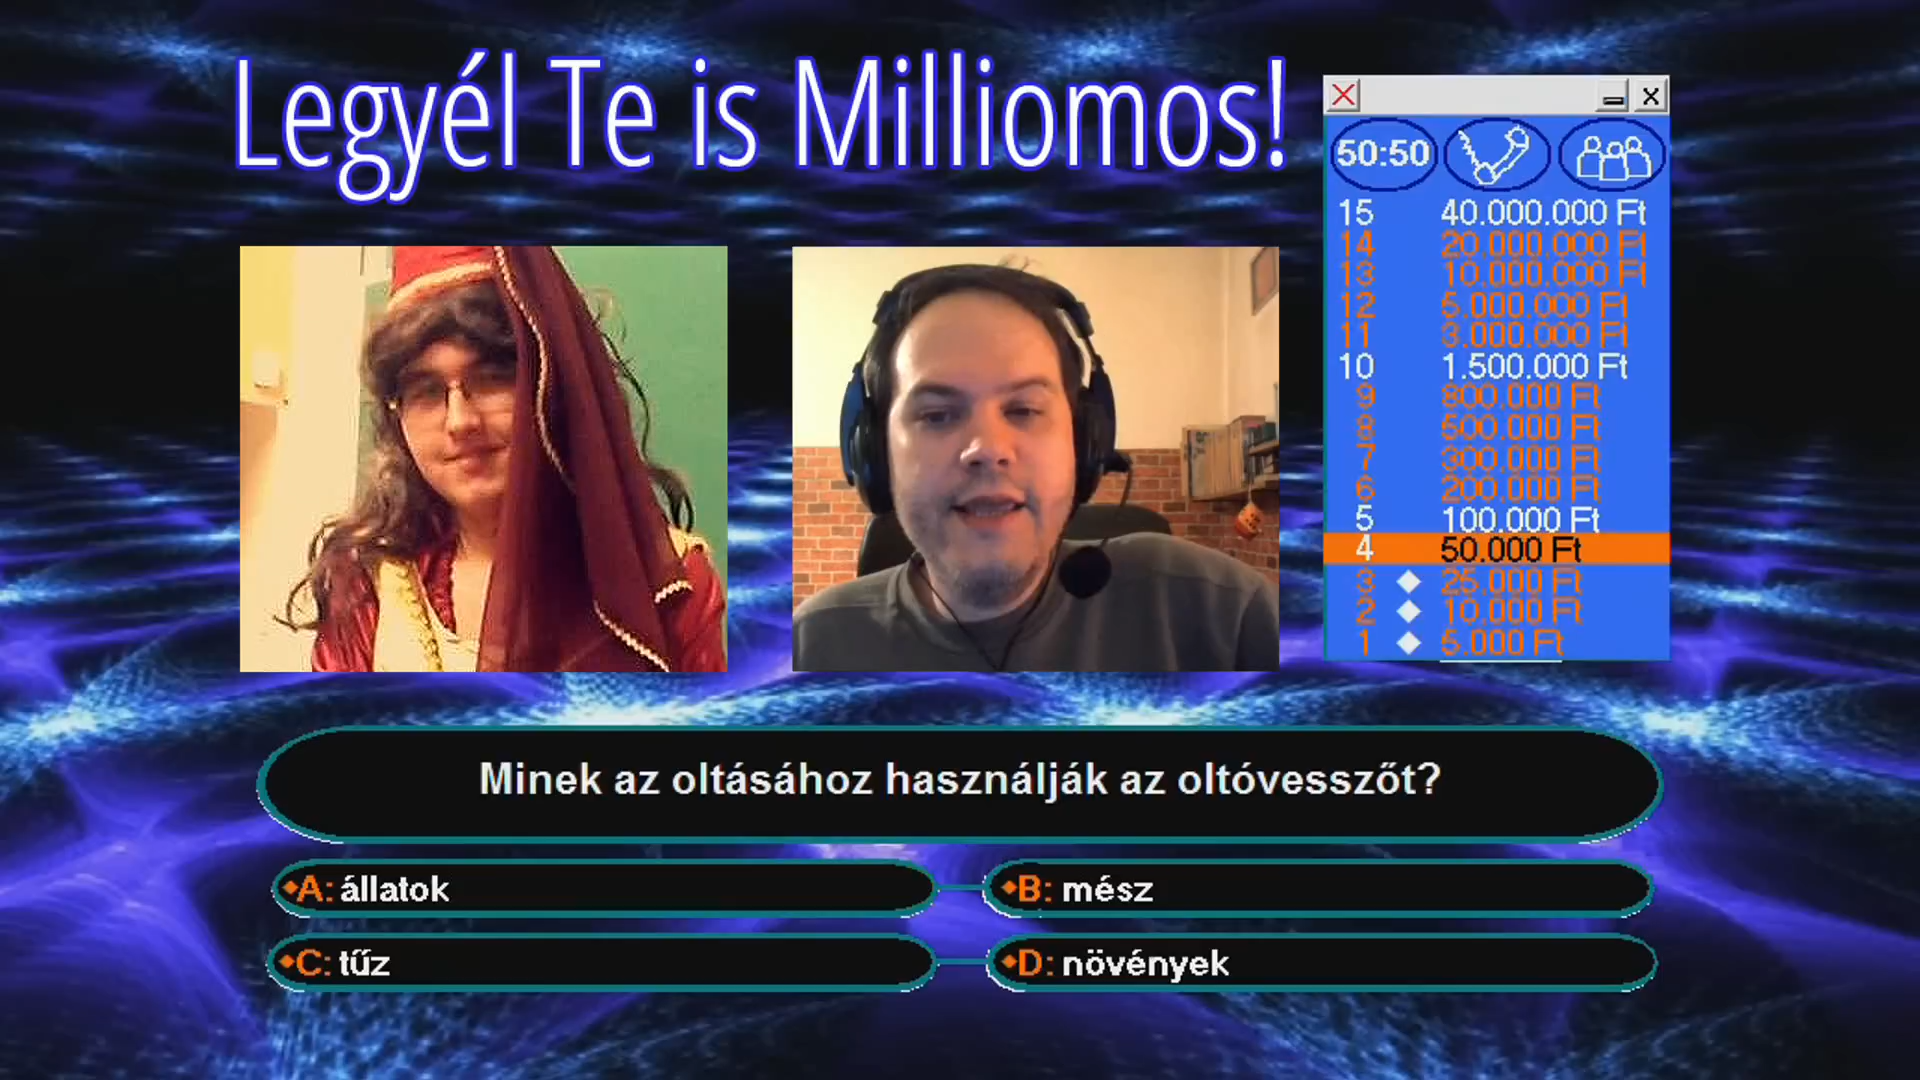 Legyél Te is Milliomos!
50:50
15 40.000.000 Ft
14 20.000.000 Ft
13 10.000.000 Ft
12 5.000.000 Ft
11 3.000.000 Ft
10 1.500.000 Ft
9 800.000 Ft
8 500.000 Ft
7 300.000 Ft
6 200.000 Ft
5 100.000 Ft
4 50.000 Ft
3 25.000 Ft
2 10.000 Ft
1 5.000 Ft
Minek az oltásához használják az oltóvesszőt?
A: állatok
B: mész
C: tűz
D: növények